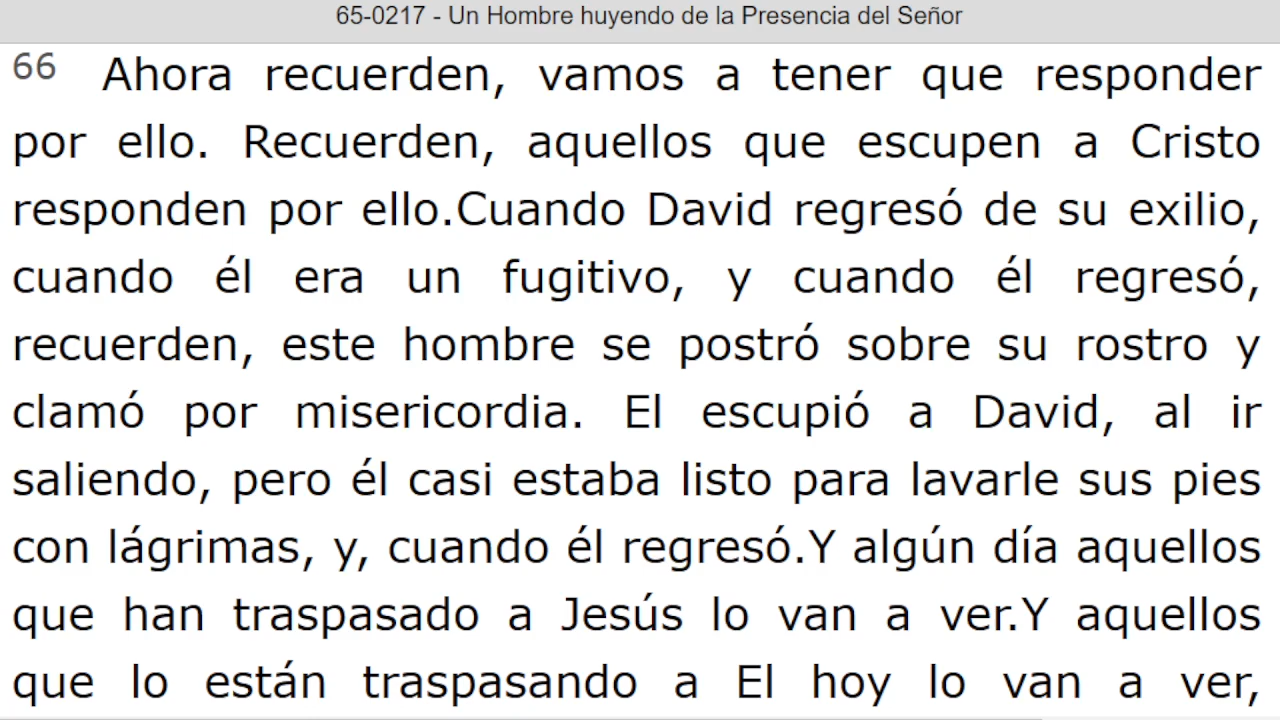 65-0217 - Un Hombre huyendo de la Presencia del Señor
66 Ahora recuerden, vamos a tener que responder
por ello. Recuerden, aquellos que escupen a Cristo
responden por ello.Cuando David regresó de su exilio,
cuando él era un fugitivo, y cuando él regresó,
recuerden, este hombre se postró sobre su rostro y
clamó por misericordia. El escupió a David, al ir
saliendo, pero él casi estaba listo para lavarle sus pies
con lágrimas, y, cuando él regresó.Y algún día aquellos
que han traspasado a Jesús lo van a ver.Y aquellos
que lo están traspasando a El hoy lo van a ver,